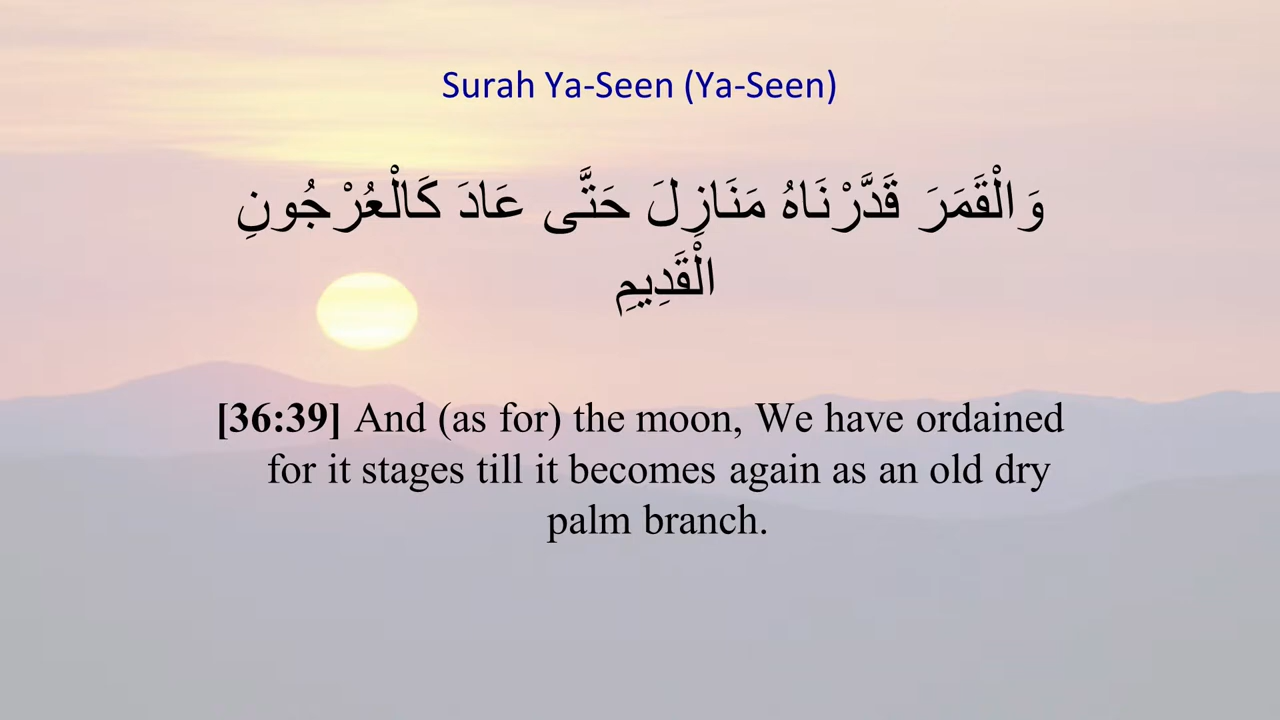 Surah Ya-Seen (Ya-Seen)
وَالْقَمَرَ قَدَّرْنَاهُ مَنَازِلَ حَتَّى عَادَ كَالْعُرْجُونِ
الْقَدِيمِ
[36:39] And (as for) the moon, We have ordained
for it stages till it becomes again as an old dry
palm branch.